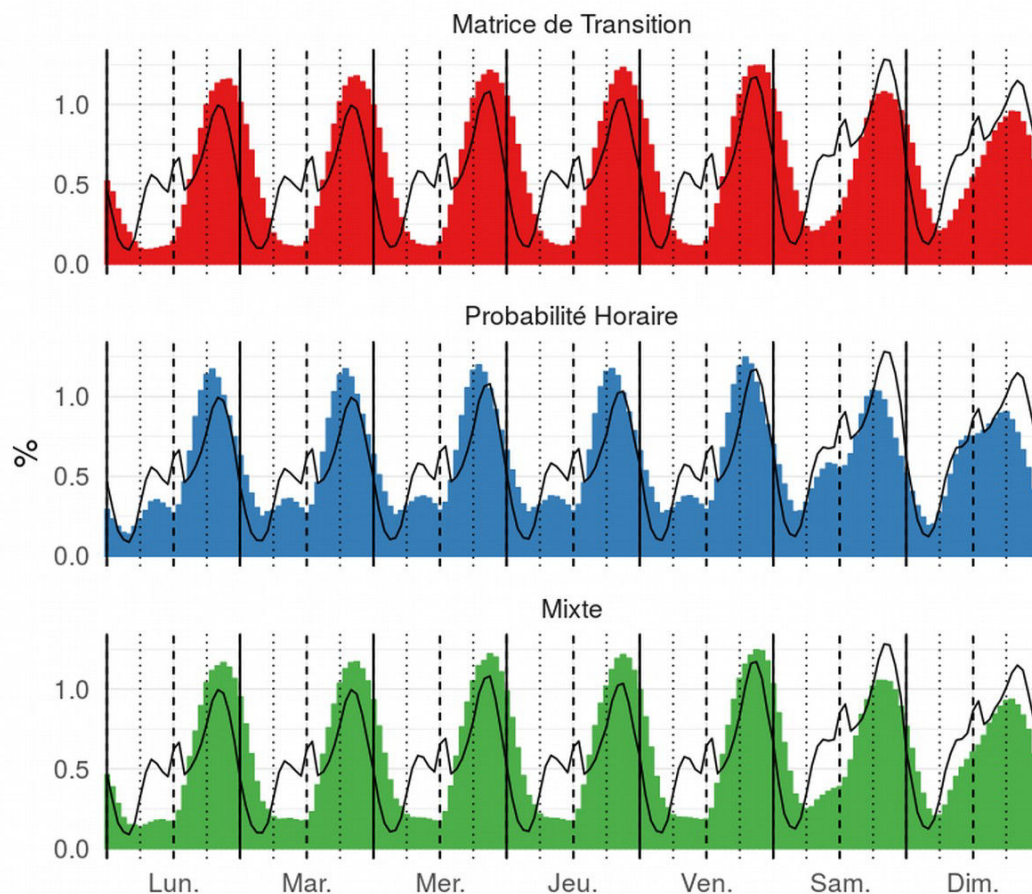 Matrice de Transition
1.0
0.5
0.0
Probabilité Horaire
1.0
0.5
0.0
%
Mixte
1.0
0.5
0.0
Lun. Mar. Mer. Jeu. Ven. Sam. Dim.